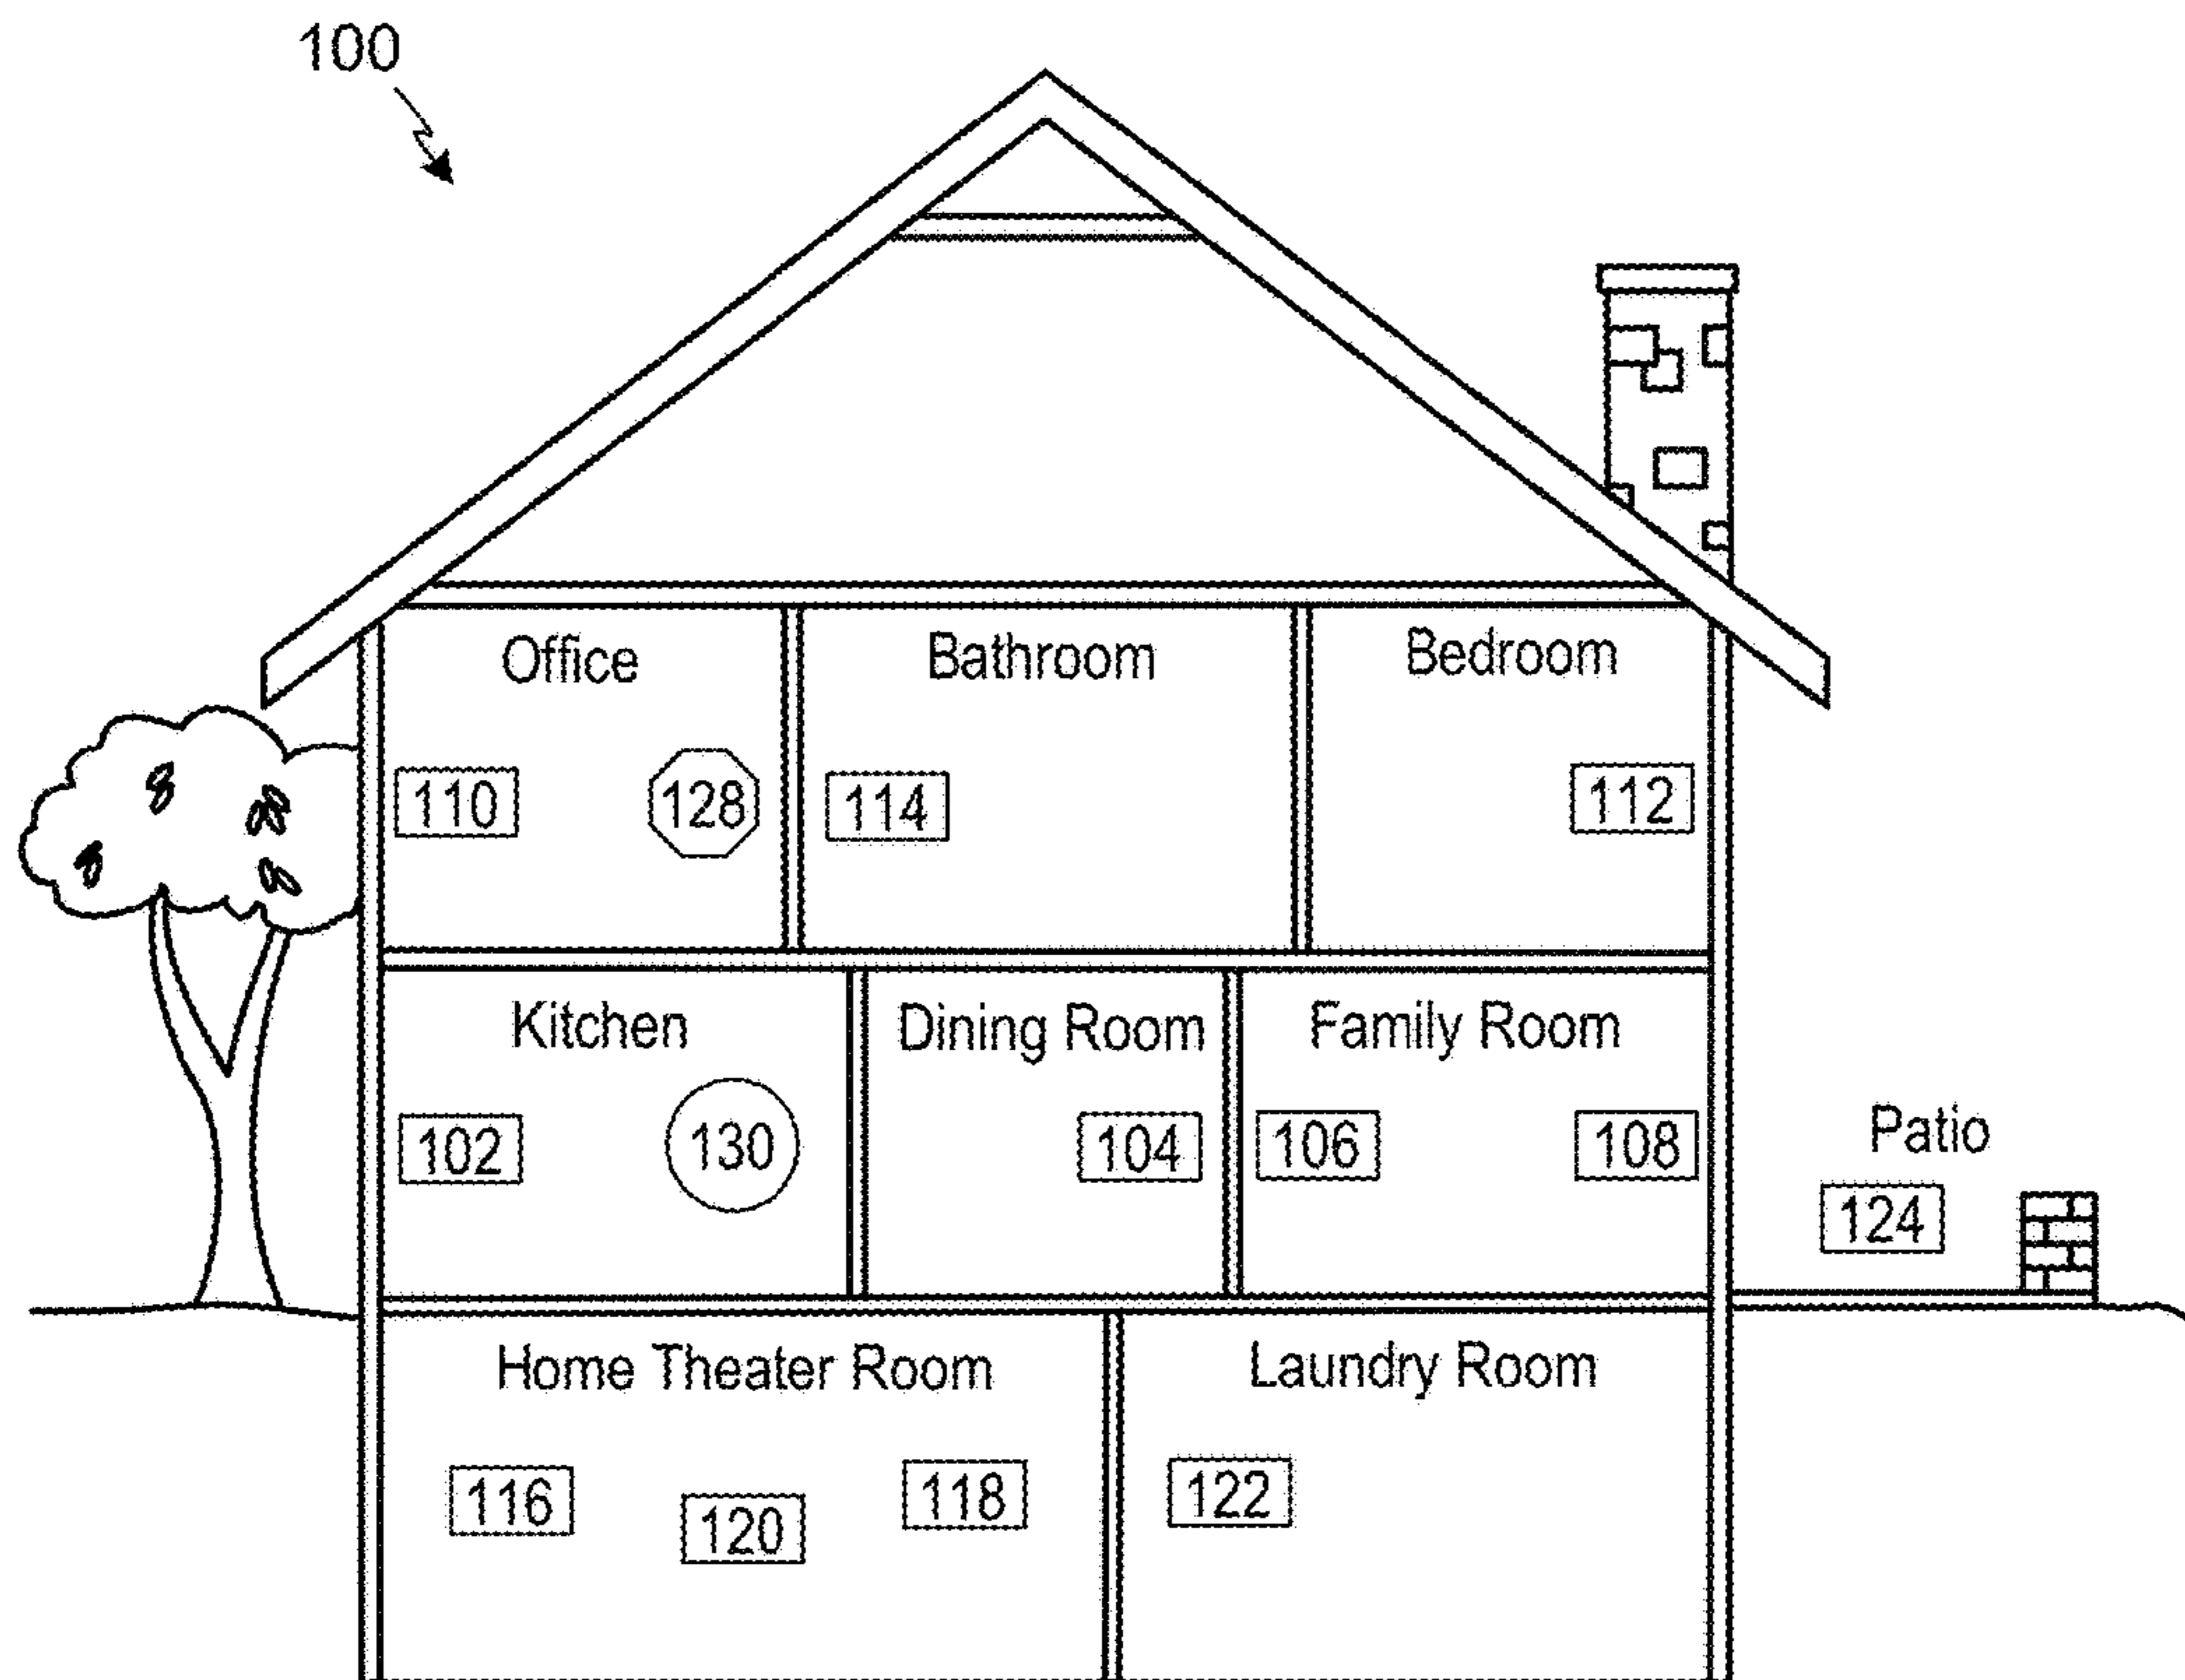 100
Office Bathroom Bedroom
110 128 114 112
Kitchen Dining Room Family Room
102 130 104 106 108
Patio
124
Home Theater Room Laundry Room
116 120 118 122